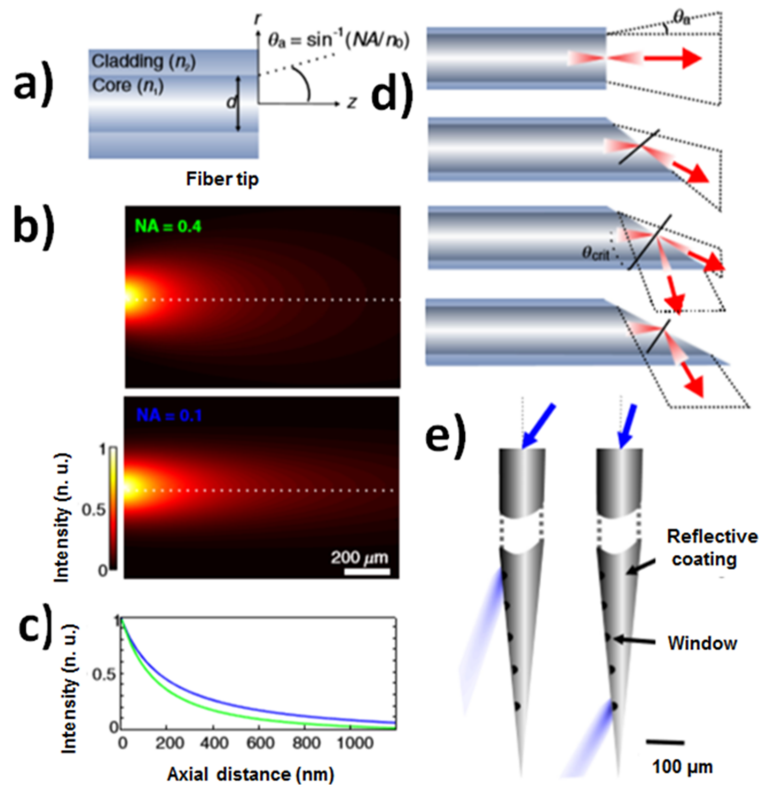 a)
r
θa = sin⁻¹(NA/n₀)
Cladding (n₂)
Core (n₁)
d
z
Fiber tip
b)
NA = 0.4
NA = 0.1
Intensity (n. u.)
1
0.5
0
200 μm
c)
Intensity (n. u.)
1
0.5
0
0 200 400 600 800 1000
Axial distance (nm)
d)
θa
θcrit
e)
Reflective
coating
Window
100 µm